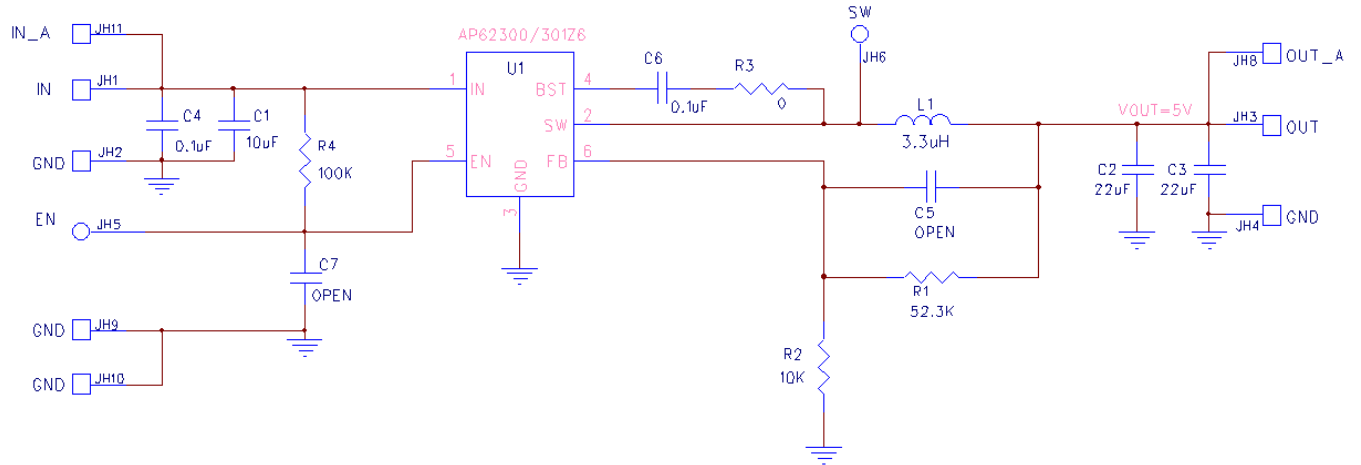 SW
IN_A
JH11
AP62300/301Z6
JH6
JH8
OUT_A
U1
C6
R3
IN
JH1
1
IN
BST
4
0.1uF
0
L1
VOUT=5V
C4
C1
SW
2
3.3uH
JH3
OUT
0.1uF
10uF
R4
GND
JH2
100K
5
EN
FB
6
C2
C3
22uF
22uF
GND
3
C5
OPEN
EN
JH5
JH4
GND
C7
OPEN
R1
52.3K
GND
JH9
R2
10K
GND
JH10